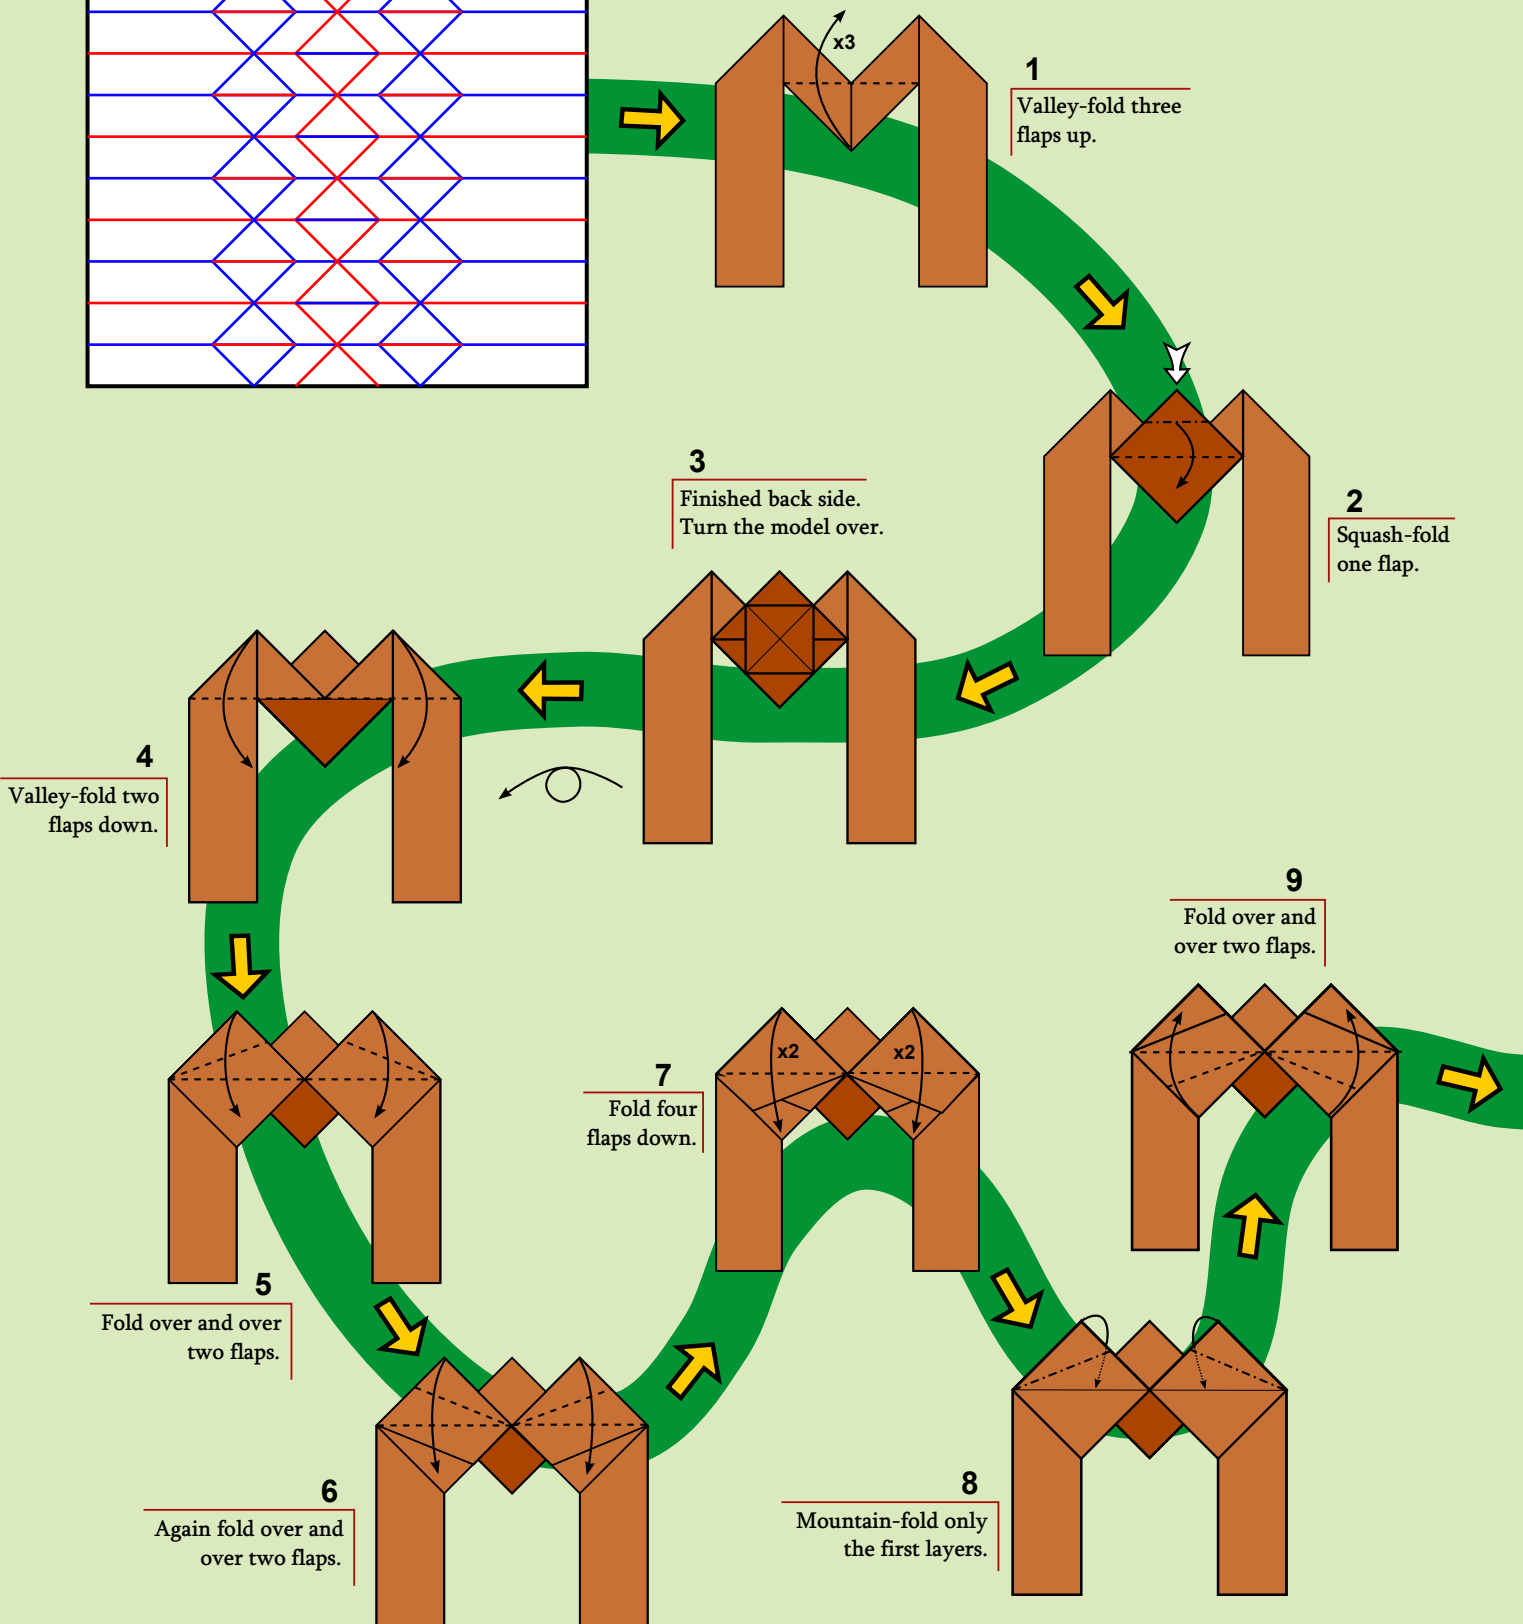 x3
1
Valley-fold three
flaps up.
2
Squash-fold
one flap.
3
Finished back side.
Turn the model over.
4
Valley-fold two
flaps down.
5
Fold over and over
two flaps.
6
Again fold over and
over two flaps.
x2
x2
7
Fold four
flaps down.
8
Mountain-fold only
the first layers.
9
Fold over and
over two flaps.